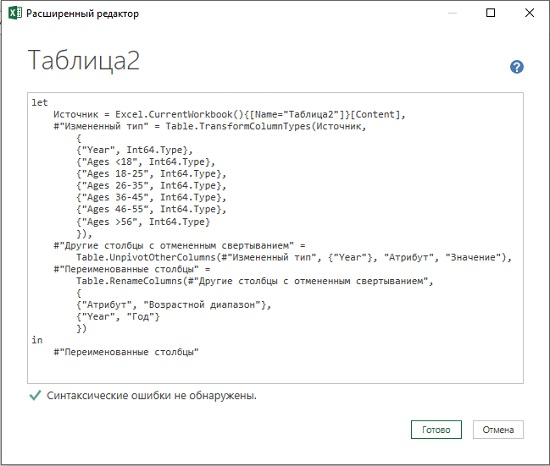 Расширенный редактор
Таблица2
let
    Источник = Excel.CurrentWorkbook(){[Name="Таблица2"]}[Content],
    #"Измененный тип" = Table.TransformColumnTypes(Источник,
        {
        {"Year", Int64.Type},
        {"Ages <18", Int64.Type},
        {"Ages 18-25", Int64.Type},
        {"Ages 26-35", Int64.Type},
        {"Ages 36-45", Int64.Type},
        {"Ages 46-55", Int64.Type},
        {"Ages >56", Int64.Type}
        }),
    #"Другие столбцы с отмененным свертыванием" =
        Table.UnpivotOtherColumns(#"Измененный тип", {"Year"}, "Атрибут", "Значение"),
    #"Переименованные столбцы" =
        Table.RenameColumns(#"Другие столбцы с отмененным свертыванием",
        {
        {"Атрибут", "Возрастной диапазон"},
        {"Year", "Год"}
        })
in
    #"Переименованные столбцы"
Синтаксические ошибки не обнаружены.
Готово
Отмена